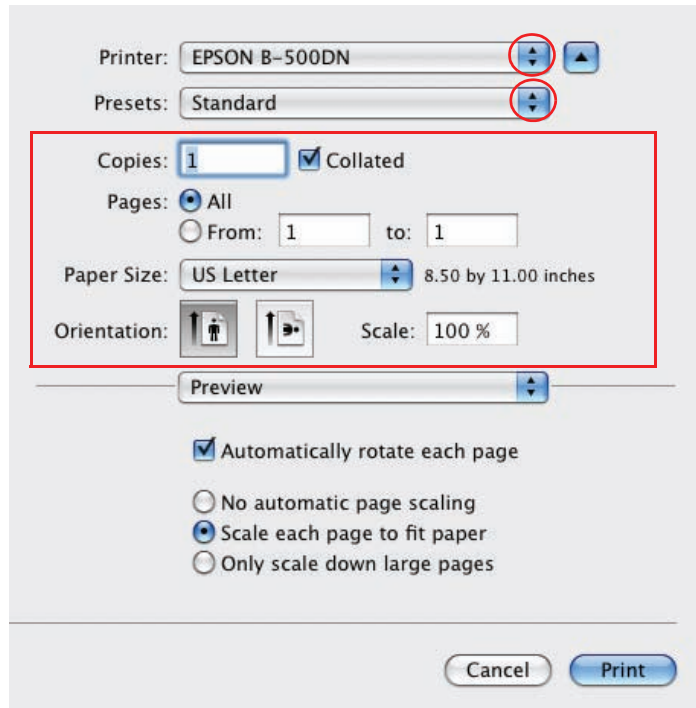 Printer: EPSON B-500DN
Presets: Standard
Copies: 1 Collated
Pages: All
From: 1 to: 1
Paper Size: US Letter 8.50 by 11.00 inches
Orientation: Scale: 100 %
Preview
Automatically rotate each page
No automatic page scaling
Scale each page to fit paper
Only scale down large pages
Cancel Print